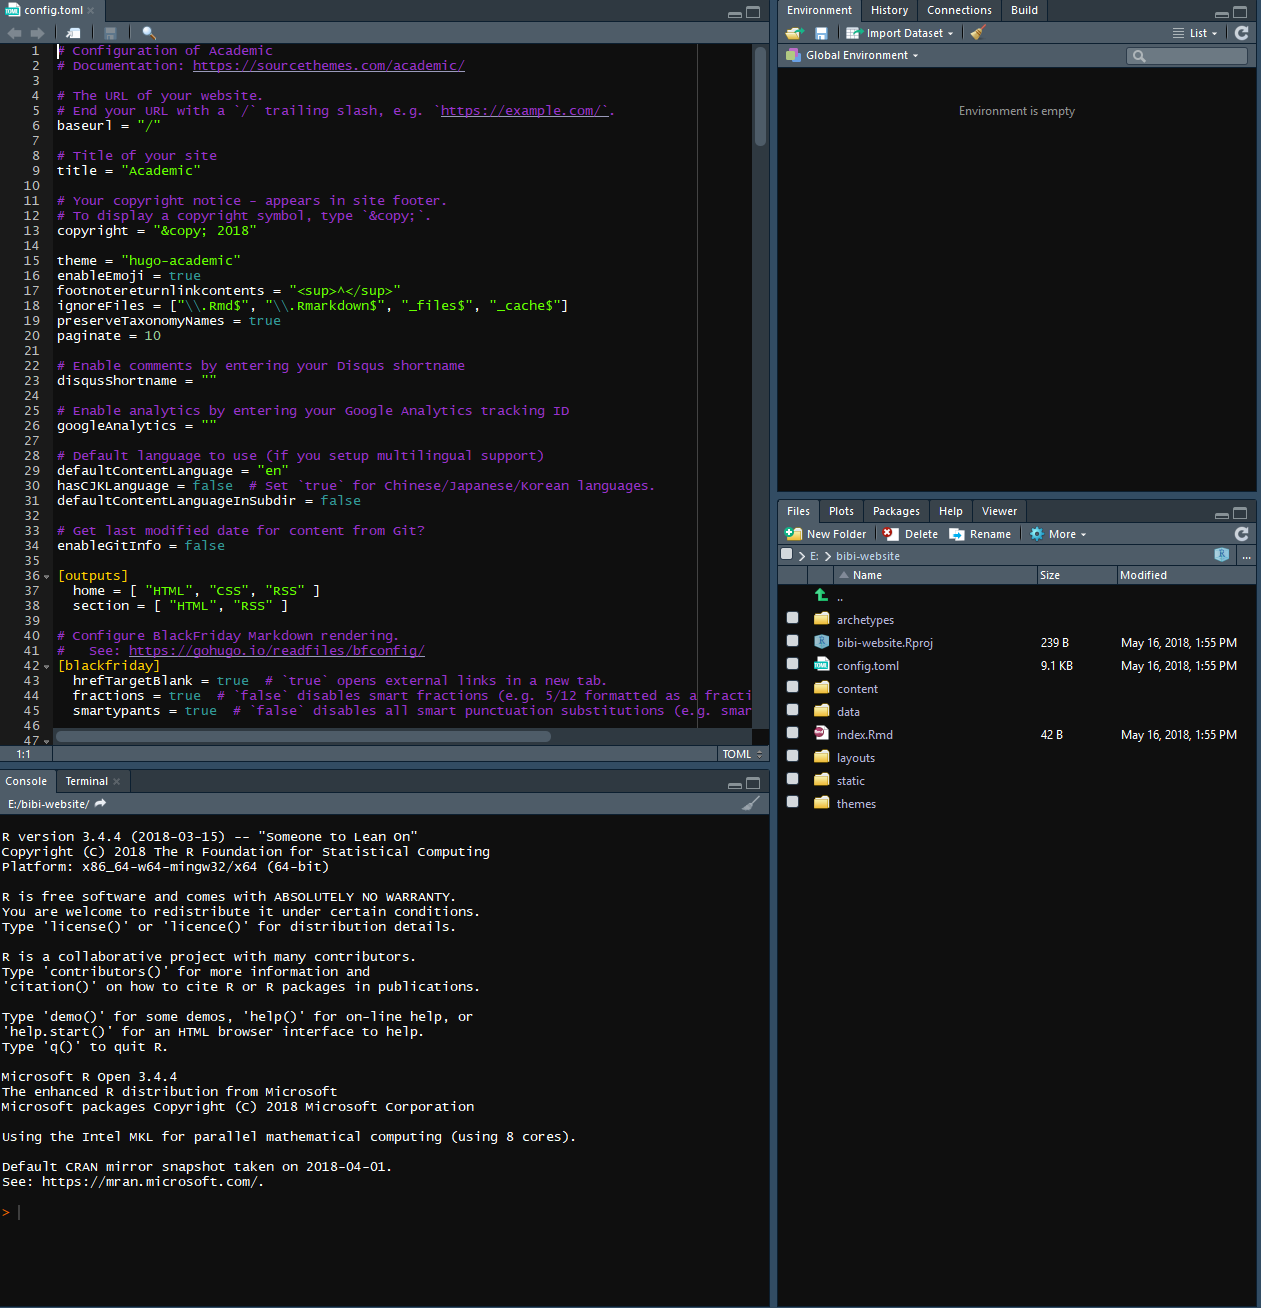 config.toml
1 # Configuration of Academic
2 # Documentation: https://sourcethemes.com/academic/
3
4 # The URL of your website.
5 # End your URL with a `/` trailing slash, e.g. `https://example.com/`.
6 baseurl = "/"
7
8 # Title of your site
9 title = "Academic"
10
11 # Your copyright notice - appears in site footer.
12 # To display a copyright symbol, type `&copy;`.
13 copyright = "&copy; 2018"
14
15 theme = "hugo-academic"
16 enableEmoji = true
17 footnotereturnlinkcontents = "<sup>^</sup>"
18 ignoreFiles = ["\\.Rmd$", "\\.Rmarkdown$", "_files$", "_cache$"]
19 preserveTaxonomyNames = true
20 paginate = 10
21
22 # Enable comments by entering your Disqus shortname
23 disqusShortname = ""
24
25 # Enable analytics by entering your Google Analytics tracking ID
26 googleAnalytics = ""
27
28 # Default language to use (if you setup multilingual support)
29 defaultContentLanguage = "en"
30 hasCJKLanguage = false  # Set `true` for Chinese/Japanese/Korean languages.
31 defaultContentLanguageInSubdir = false
32
33 # Get last modified date for content from Git?
34 enableGitInfo = false
35
36 [outputs]
37   home = [ "HTML", "CSS", "RSS" ]
38   section = [ "HTML", "RSS" ]
39
40 # Configure BlackFriday Markdown rendering.
41 #   See: https://gohugo.io/readfiles/bfconfig/
42 [blackfriday]
43   hrefTargetBlank = true  # `true` opens external links in a new tab.
44   fractions = true  # `false` disables smart fractions (e.g. 5/12 formatted as a fracti
45   smartypants = true  # `false` disables all smart punctuation substitutions (e.g. smar
46
47
1:1 TOML
Console Terminal
E:/bibi-website/
R version 3.4.4 (2018-03-15) -- "Someone to Lean On"
Copyright (C) 2018 The R Foundation for Statistical Computing
Platform: x86_64-w64-mingw32/x64 (64-bit)
R is free software and comes with ABSOLUTELY NO WARRANTY.
You are welcome to redistribute it under certain conditions.
Type 'license()' or 'licence()' for distribution details.
R is a collaborative project with many contributors.
Type 'contributors()' for more information and
'citation()' on how to cite R or R packages in publications.
Type 'demo()' for some demos, 'help()' for on-line help, or
'help.start()' for an HTML browser interface to help.
Type 'q()' to quit R.
Microsoft R Open 3.4.4
The enhanced R distribution from Microsoft
Microsoft packages Copyright (C) 2018 Microsoft Corporation
Using the Intel MKL for parallel mathematical computing (using 8 cores).
Default CRAN mirror snapshot taken on 2018-04-01.
See: https://mran.microsoft.com/.
>
Environment History Connections Build
Import Dataset List
Global Environment
Environment is empty
Files Plots Packages Help Viewer
New Folder Delete Rename More
E: bibi-website ...
Name Size Modified
..
archetypes
bibi-website.Rproj 239 B May 16, 2018, 1:55 PM
config.toml 9.1 KB May 16, 2018, 1:55 PM
content
data
index.Rmd 42 B May 16, 2018, 1:55 PM
layouts
static
themes